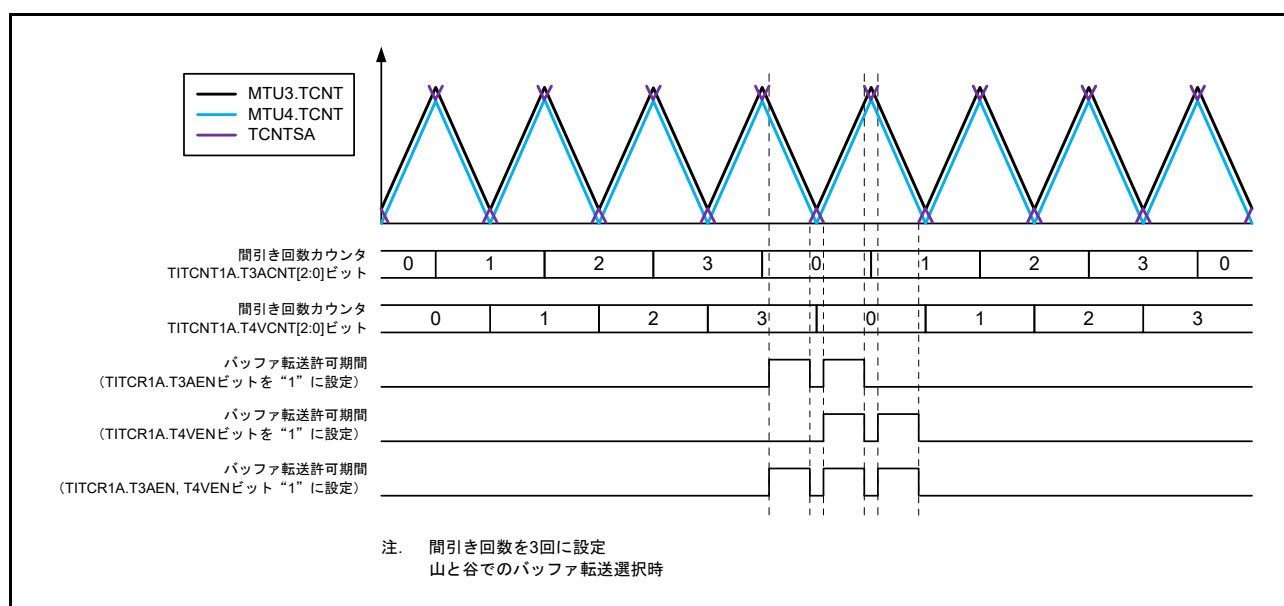 MTU3.TCNT
MTU4.TCNT
TCNTSA
間引き回数カウンタ
TITCNT1A.T3ACNT[2:0]ビット
0 1 2 3 0 1 2 3 0
間引き回数カウンタ
TITCNT1A.T4VCNT[2:0]ビット
0 1 2 3 0 1 2 3
バッファ転送許可期間
(TITCR1A.T3AENビットを“1”に設定)
バッファ転送許可期間
(TITCR1A.T4VENビットを“1”に設定)
バッファ転送許可期間
(TITCR1A.T3AEN, T4VENビット“1”に設定)
注. 間引き回数を3回に設定
山と谷でのバッファ転送選択時